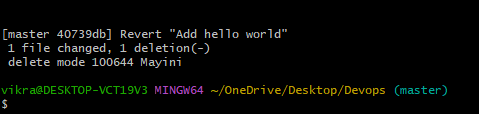 [master 40739db] Revert "Add hello world"
1 file changed, 1 deletion(-)
delete mode 100644 Mayini
vikra@DESKTOP-VCT19V3 MINGW64 ~/OneDrive/Desktop/Devops (master)
$